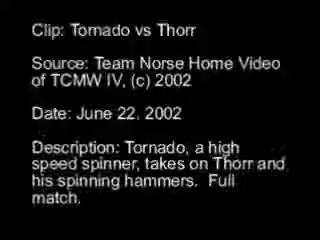 Clip: Tornado vs Thorr
Source: Team Norse Home Video
of TCMW IV, (c) 2002
Date: June 22, 2002
Description: Tornado, a high
speed spinner, takes on Thorr and
his spinning hammers. Full
match.